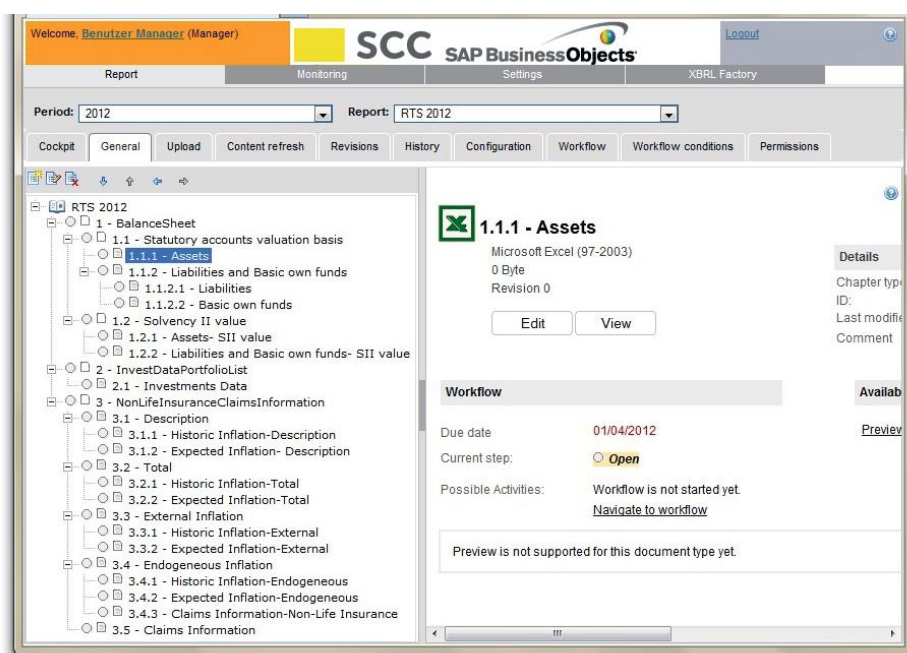 Welcome, Benutzer Manager (Manager)
SCC SAP BusinessObjects
Logout
Report Monitoring Settings XBRL Factory
Period: 2012 Report: RTS 2012
Cockpit General Upload Content refresh Revisions History Configuration Workflow Workflow conditions Permissions
RTS 2012
1 - BalanceSheet
1.1 - Statutory accounts valuation basis
1.1.1 - Assets
1.1.2 - Liabilities and Basic own funds
1.1.2.1 - Liabilities
1.1.2.2 - Basic own funds
1.2 - Solvency II value
1.2.1 - Assets- SII value
1.2.2 - Liabilities and Basic own funds- SII value
2 - InvestDataPortfolioList
2.1 - Investments Data
3 - NonLifeInsuranceClaimsInformation
3.1 - Description
3.1.1 - Historic Inflation-Description
3.1.2 - Expected Inflation- Description
3.2 - Total
3.2.1 - Historic Inflation-Total
3.2.2 - Expected Inflation-Total
3.3 - External Inflation
3.3.1 - Historic Inflation-External
3.3.2 - Expected Inflation-External
3.4 - Endogeneous Inflation
3.4.1 - Historic Inflation-Endogeneous
3.4.2 - Expected Inflation-Endogeneous
3.4.3 - Claims Information-Non-Life Insurance
3.5 - Claims Information
1.1.1 - Assets
Microsoft Excel (97-2003)
0 Byte
Revision 0
Edit View
Details
Chapter typ
ID:
Last modifie
Comment
Workflow
Due date 01/04/2012
Current step: Open
Possible Activities: Workflow is not started yet.
Navigate to workflow
Availab
Preview
Preview is not supported for this document type yet.